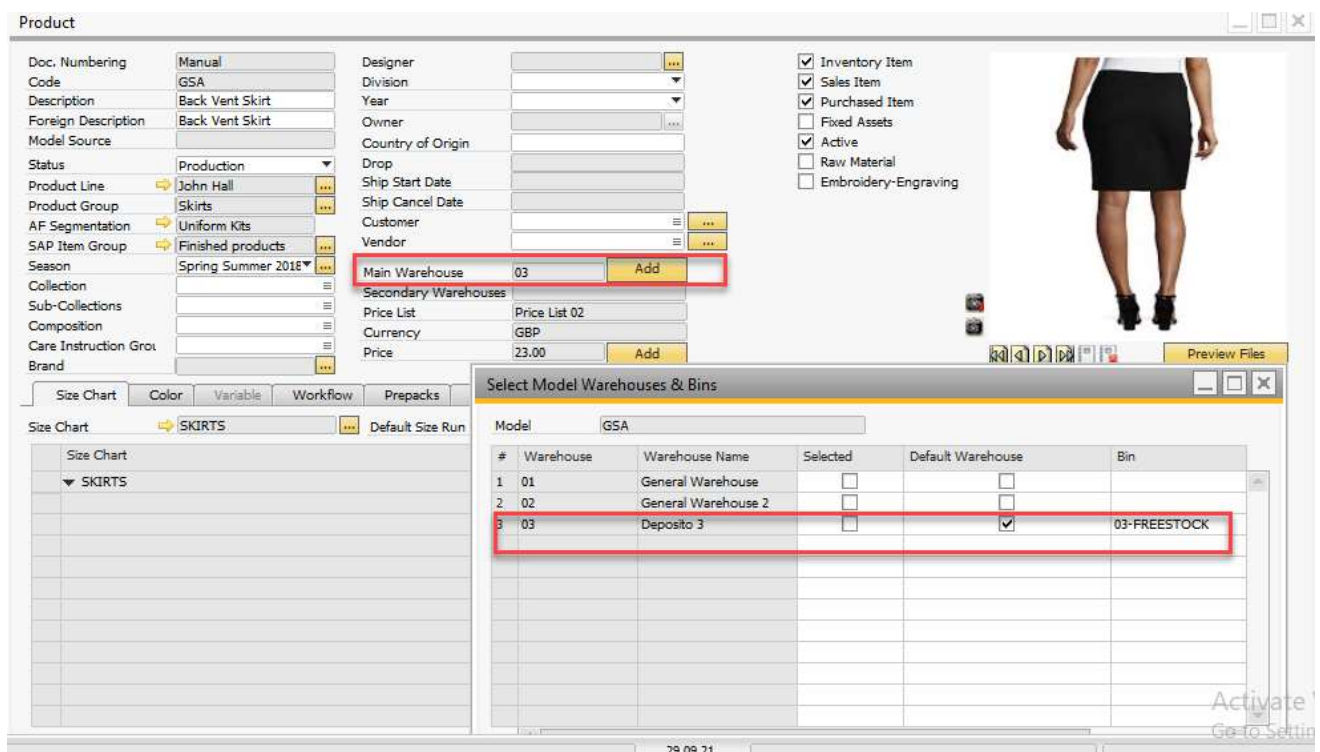 Product
Doc. Numbering Manual
Code GSA
Description Back Vent Skirt
Foreign Description Back Vent Skirt
Model Source
Status Production
Product Line John Hall ...
Product Group Skirts ...
AF Segmentation Uniform Kits
SAP Item Group Finished products ...
Season Spring Summer 2018 ...
Collection
Sub-Collections
Composition
Care Instruction Grou
Brand ...
Designer ...
Division
Year
Owner ...
Country of Origin
Drop
Ship Start Date
Ship Cancel Date
Customer ...
Vendor ...
Main Warehouse 03 Add
Secondary Warehouses
Price List Price List 02
Currency GBP
Price 23.00 Add
Inventory Item
Sales Item
Purchased Item
Fixed Assets
Active
Raw Material
Embroidery-Engraving
Preview Files
Size Chart Color Variable Workflow Prepacks
Size Chart SKIRTS ... Default Size Run
Size Chart
SKIRTS
Select Model Warehouses & Bins
Model GSA
# Warehouse Warehouse Name Selected Default Warehouse Bin
1 01 General Warehouse
2 02 General Warehouse 2
3 03 Deposito 3 03-FREESTOCK
Activate
Go to Settin
29.09.21